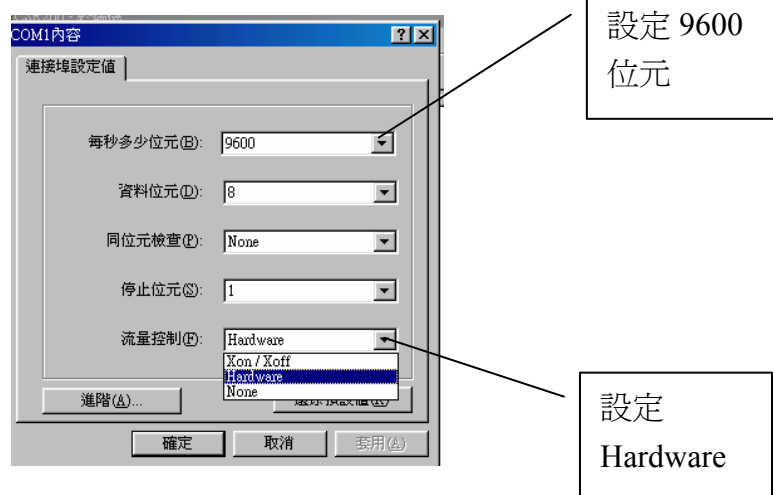 設定 9600
位元
COM1內容
連接埠設定值
每秒多少位元(B):
9600
資料位元(D):
8
同位元檢查(P):
None
停止位元(S):
1
流量控制(F):
Hardware
Xon / Xoff
Hardware
None
進階(A)...
確定
取消
套用(A)
設定
Hardware